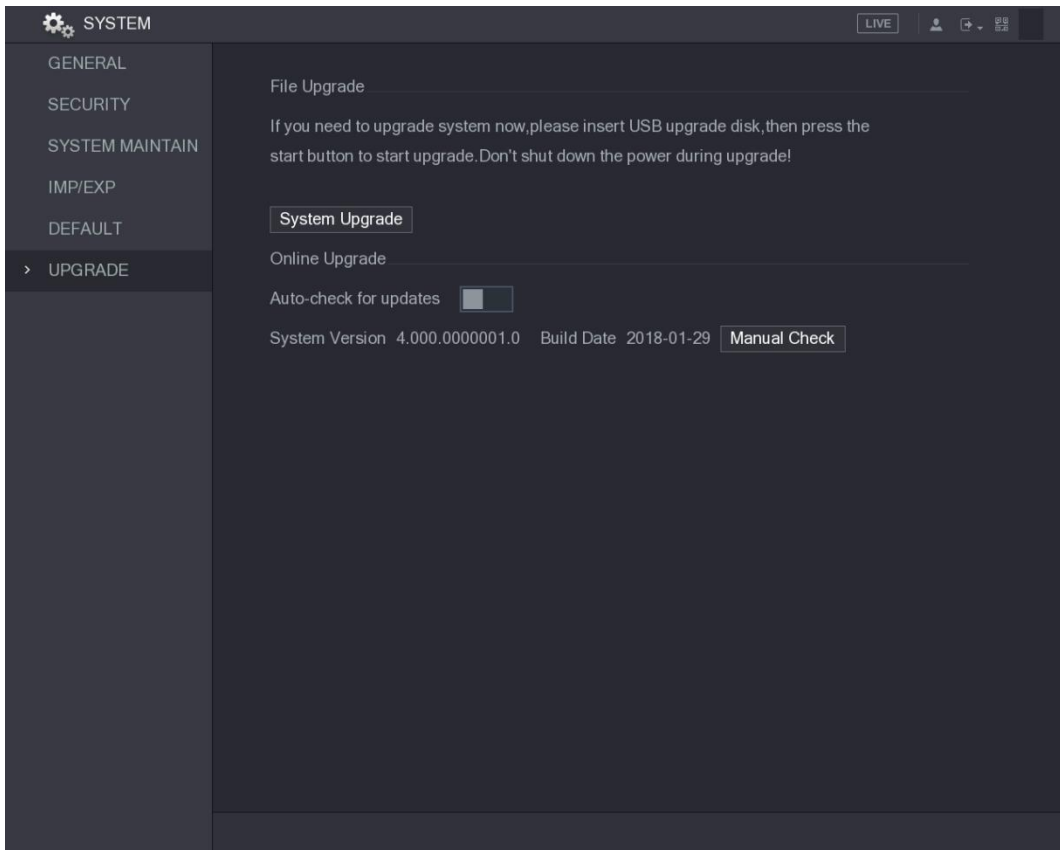 SYSTEM
LIVE
GENERAL
SECURITY
SYSTEM MAINTAIN
IMP/EXP
DEFAULT
UPGRADE
File Upgrade
If you need to upgrade system now,please insert USB upgrade disk,then press the
start button to start upgrade.Don't shut down the power during upgrade!
System Upgrade
Online Upgrade
Auto-check for updates
System Version 4.000.0000001.0 Build Date 2018-01-29 Manual Check